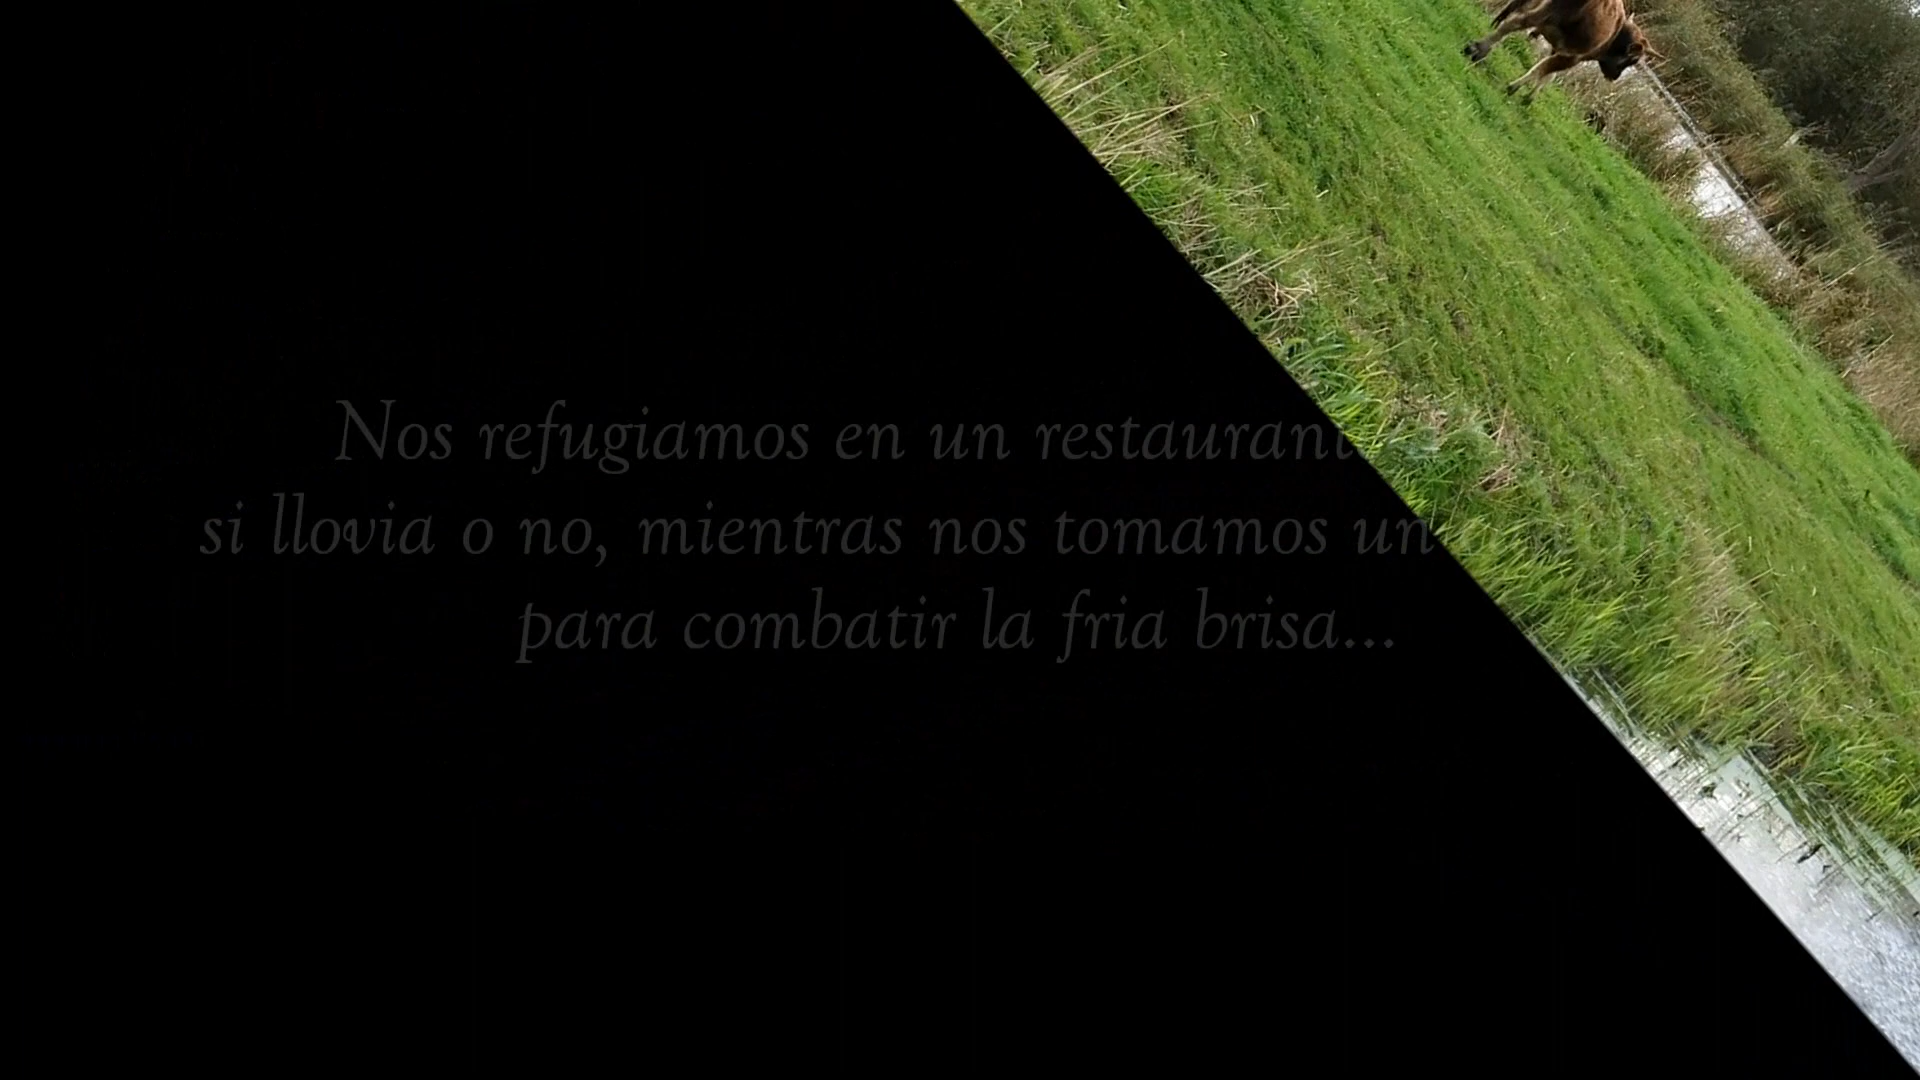 Nos refugiamos en un restaurant
si llovia o no, mientras nos tomamos un
para combatir la fria brisa...